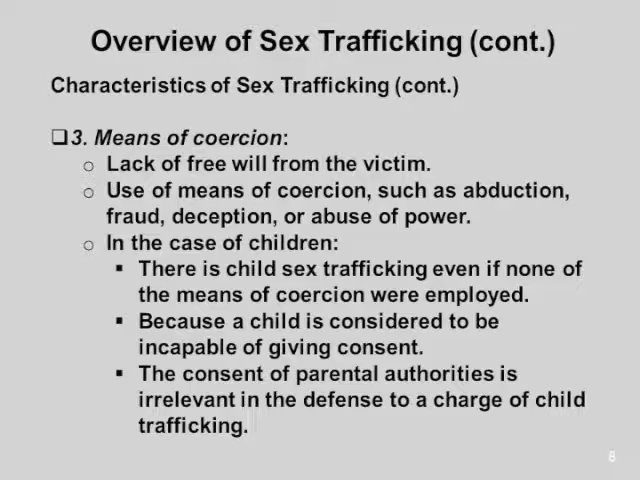 Overview of Sex Trafficking (cont.)
Characteristics of Sex Trafficking (cont.)
❑3. Means of coercion:
o Lack of free will from the victim.
o Use of means of coercion, such as abduction,
fraud, deception, or abuse of power.
o In the case of children:
▪ There is child sex trafficking even if none of
the means of coercion were employed.
▪ Because a child is considered to be
incapable of giving consent.
▪ The consent of parental authorities is
irrelevant in the defense to a charge of child
trafficking.
8